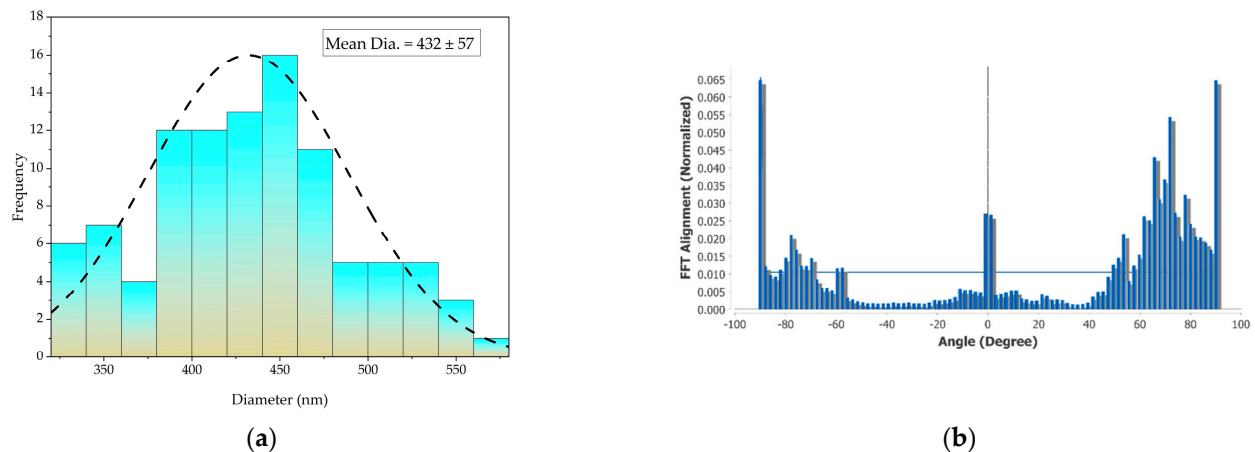 18
16
14
12
10
8
6
4
2
0
Frequency
Mean Dia. = 432 ± 57
350 400 450 500 550
Diameter (nm)
(a)
0.065
0.060
0.055
0.050
0.045
0.040
0.035
0.030
0.025
0.020
0.015
0.010
0.005
0.000
FFT Alignment (Normalized)
-100 -80 -60 -40 -20 0 20 40 60 80 100
Angle (Degree)
(b)